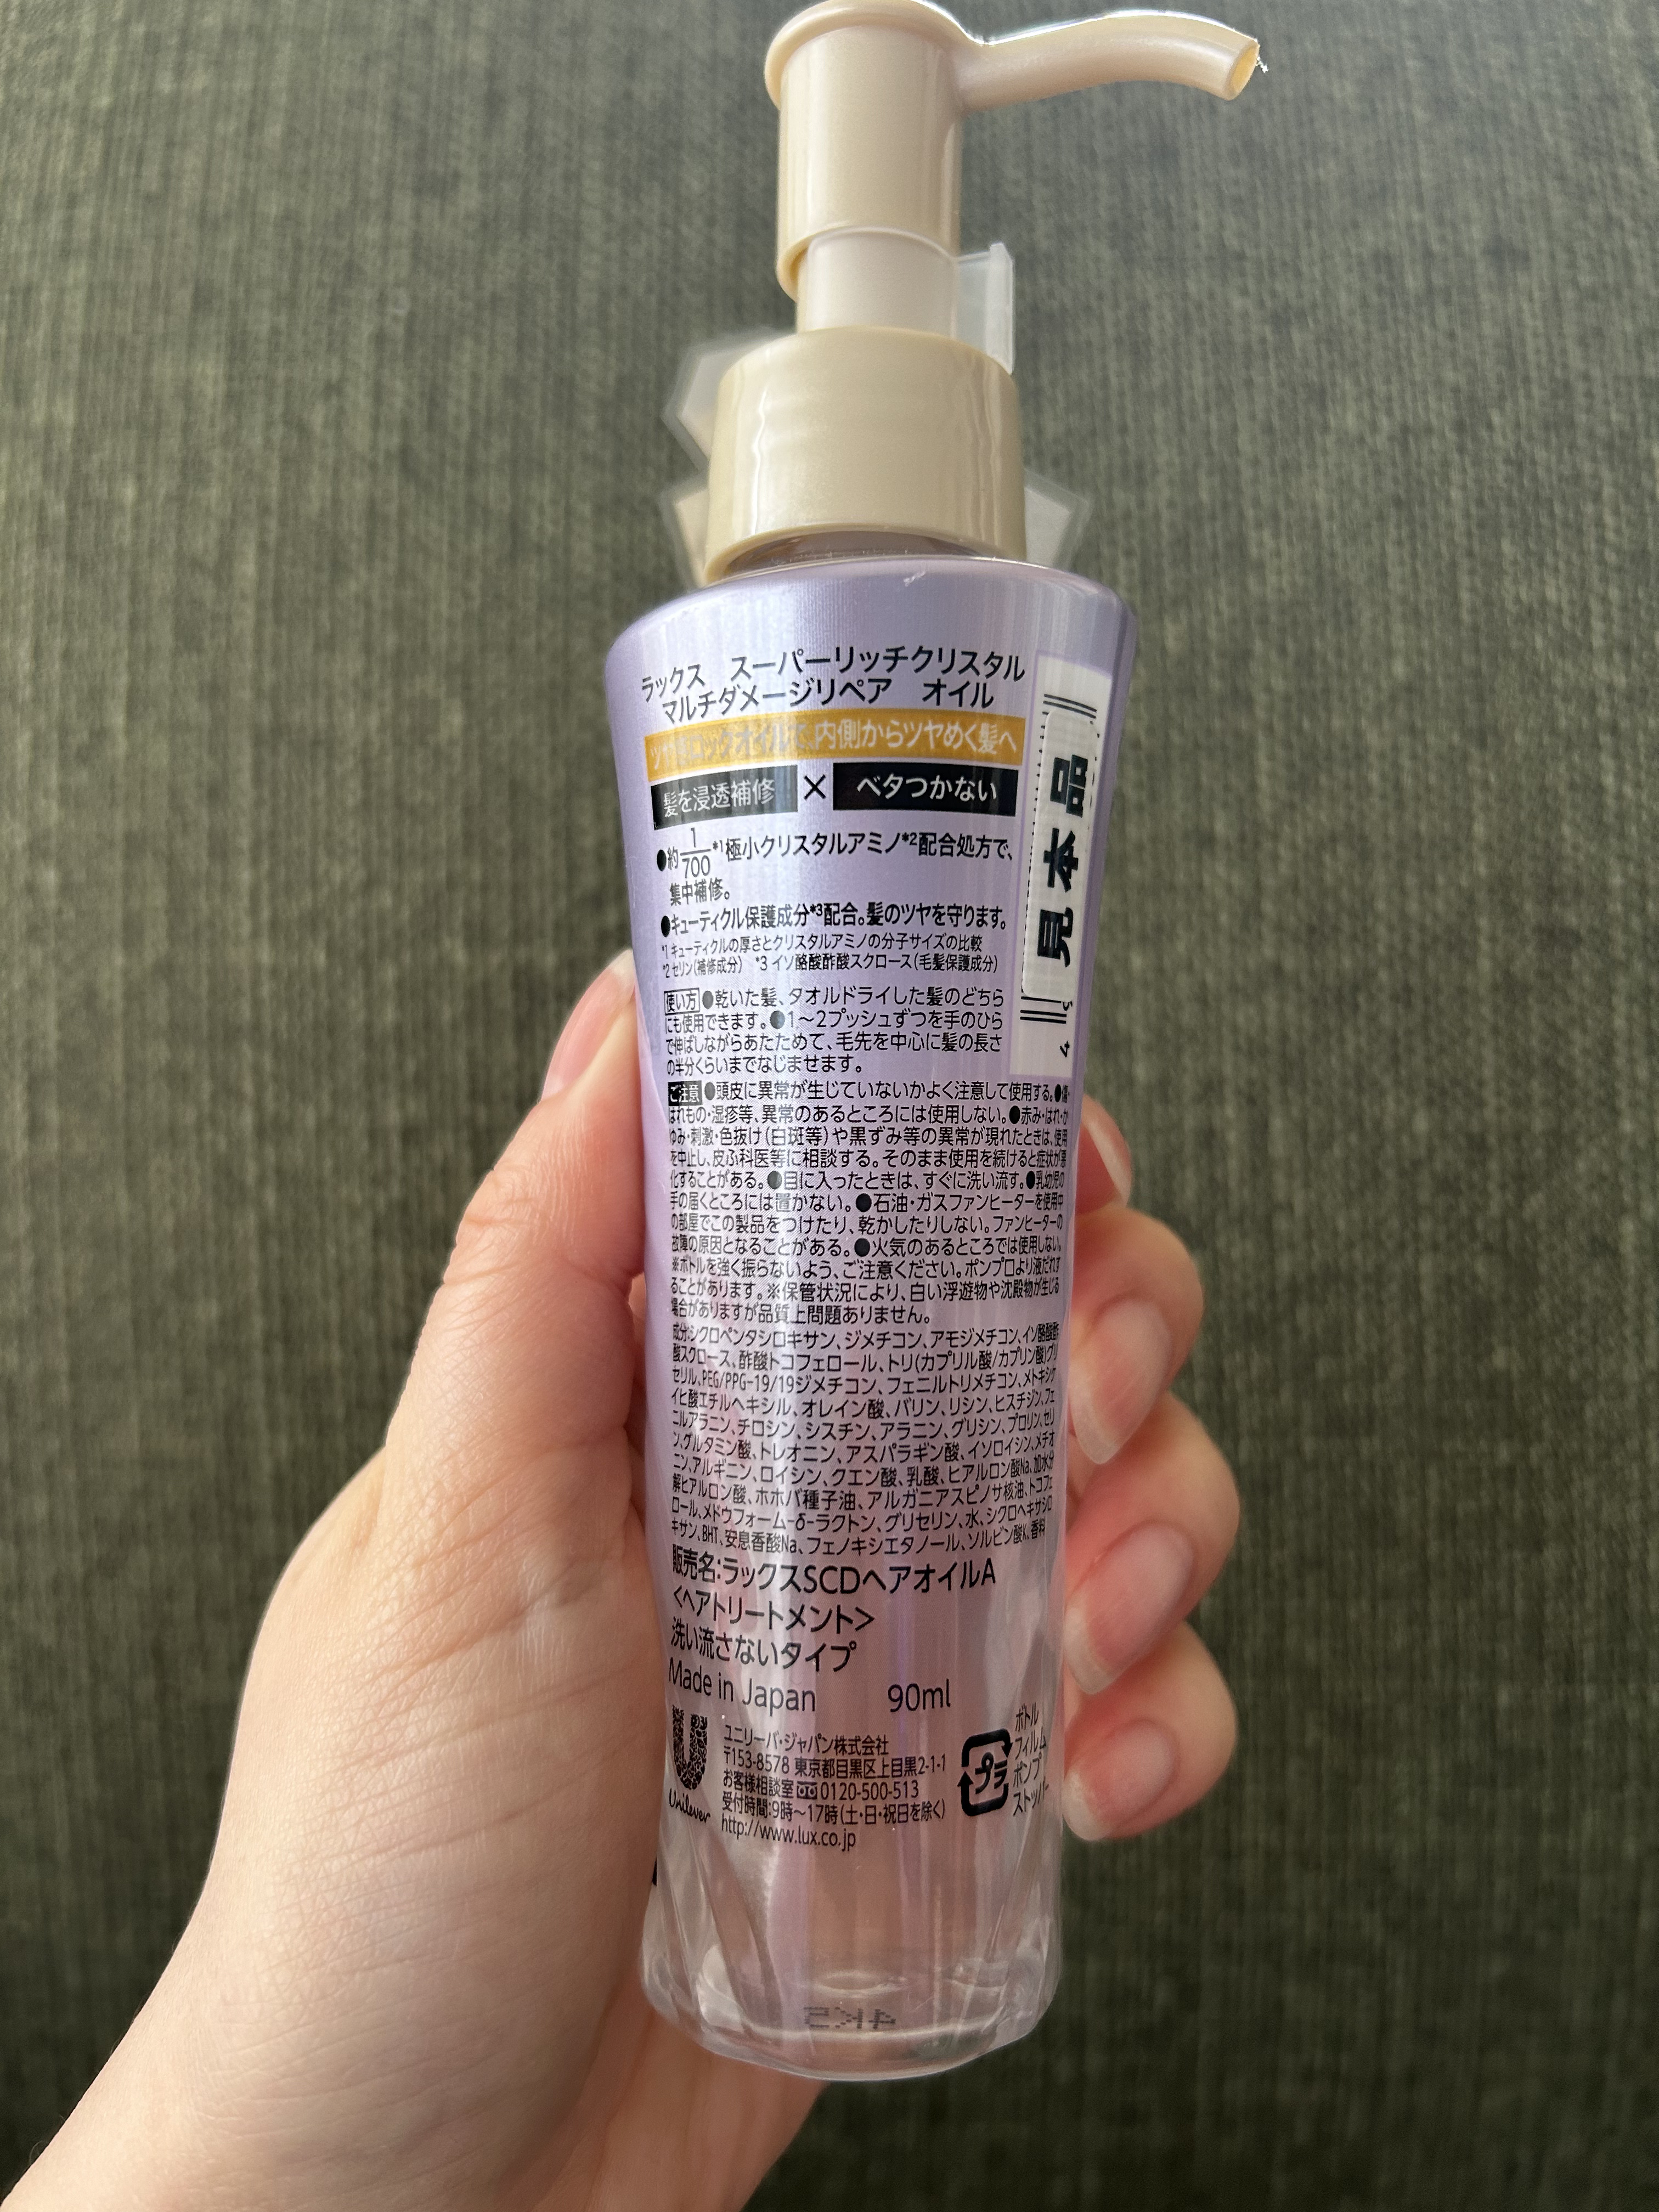 ラックス スーパーリッチクリスタル
マルチダメージリペア オイル
内側からツヤめく髪へ
髪を浸透補修 × ベタつかない
●約1/700*1極小クリスタルアミノ*2配合処方で、
集中補修。
●キューティクル保護成分*3配合。髪のツヤを守ります。
*1 キューティクルの厚さとクリスタルアミノの分子サイズの比較
*2 セリン(補修成分) *3 イソ酪酸酢酸スクロース(毛髪保護成分)
使い方 ●乾いた髪、タオルドライした髪のどちら
にも使用できます。●1〜2プッシュずつを手のひら
で伸ばしながらあたためて、毛先を中心に髪の長さ
の半分くらいまでなじませます。
ご注意 ●頭皮に異常が生じていないかよく注意して使用する。●傷・
はれもの・湿疹等、異常のあるところには使用しない。●赤み・はれ・か
ゆみ・刺激・色抜け(白斑等)や黒ずみ等の異常が現れたときは、使用
を中止し、皮ふ科医等に相談する。そのまま使用を続けると症状が悪
化することがある。●目に入ったときは、すぐに洗い流す。●乳幼児の
手の届くところには置かない。●石油・ガスファンヒーターを使用中
の部屋でこの製品をつけたり、乾かしたりしない。ファンヒーターの
故障の原因となることがある。●火気のあるところでは使用しない。
※ボトルを強く振らないよう、ご注意ください。ポンプ口より液だれす
ることがあります。※保管状況により、白い浮遊物や沈殿物が生じる
場合がありますが品質上問題ありません。
成分:シクロペンタシロキサン、ジメチコン、アモジメチコン、イソ酪酸酢
酸スクロース、酢酸トコフェロール、トリ(カプリル酸/カプリン酸)グリ
セリル、PEG/PPG-19/19ジメチコン、フェニルトリメチコン、メトキシケ
イヒ酸エチルヘキシル、オレイン酸、バリン、リシン、ヒスチジン、フェ
ニルアラニン、チロシン、シスチン、アラニン、グリシン、プロリン、セリ
ン、グルタミン酸、トレオニン、アスパラギン酸、イソロイシン、メチオ
ニン、アルギニン、ロイシン、クエン酸、乳酸、ヒアルロン酸Na、加水分
解ヒアルロン酸、ホホバ種子油、アルガニアスピノサ核油、トコフェ
ロール、メドウフォーム-δ-ラクトン、グリセリン、水、シクロヘキサシロ
キサン、BHT、安息香酸Na、フェノキシエタノール、ソルビン酸K、香料
販売名:ラックスSCDヘアオイルA
<ヘアトリートメント>
洗い流さないタイプ
Made in Japan 90ml
Unilever
ユニリーバ・ジャパン株式会社
〒153-8578 東京都目黒区上目黒2-1-1
お客様相談室 0120-500-513
受付時間:9時〜17時(土・日・祝日を除く)
http://www.lux.co.jp
プラ
ボトル
フィルム
ポンプ
ストッパー
見本品
4K5